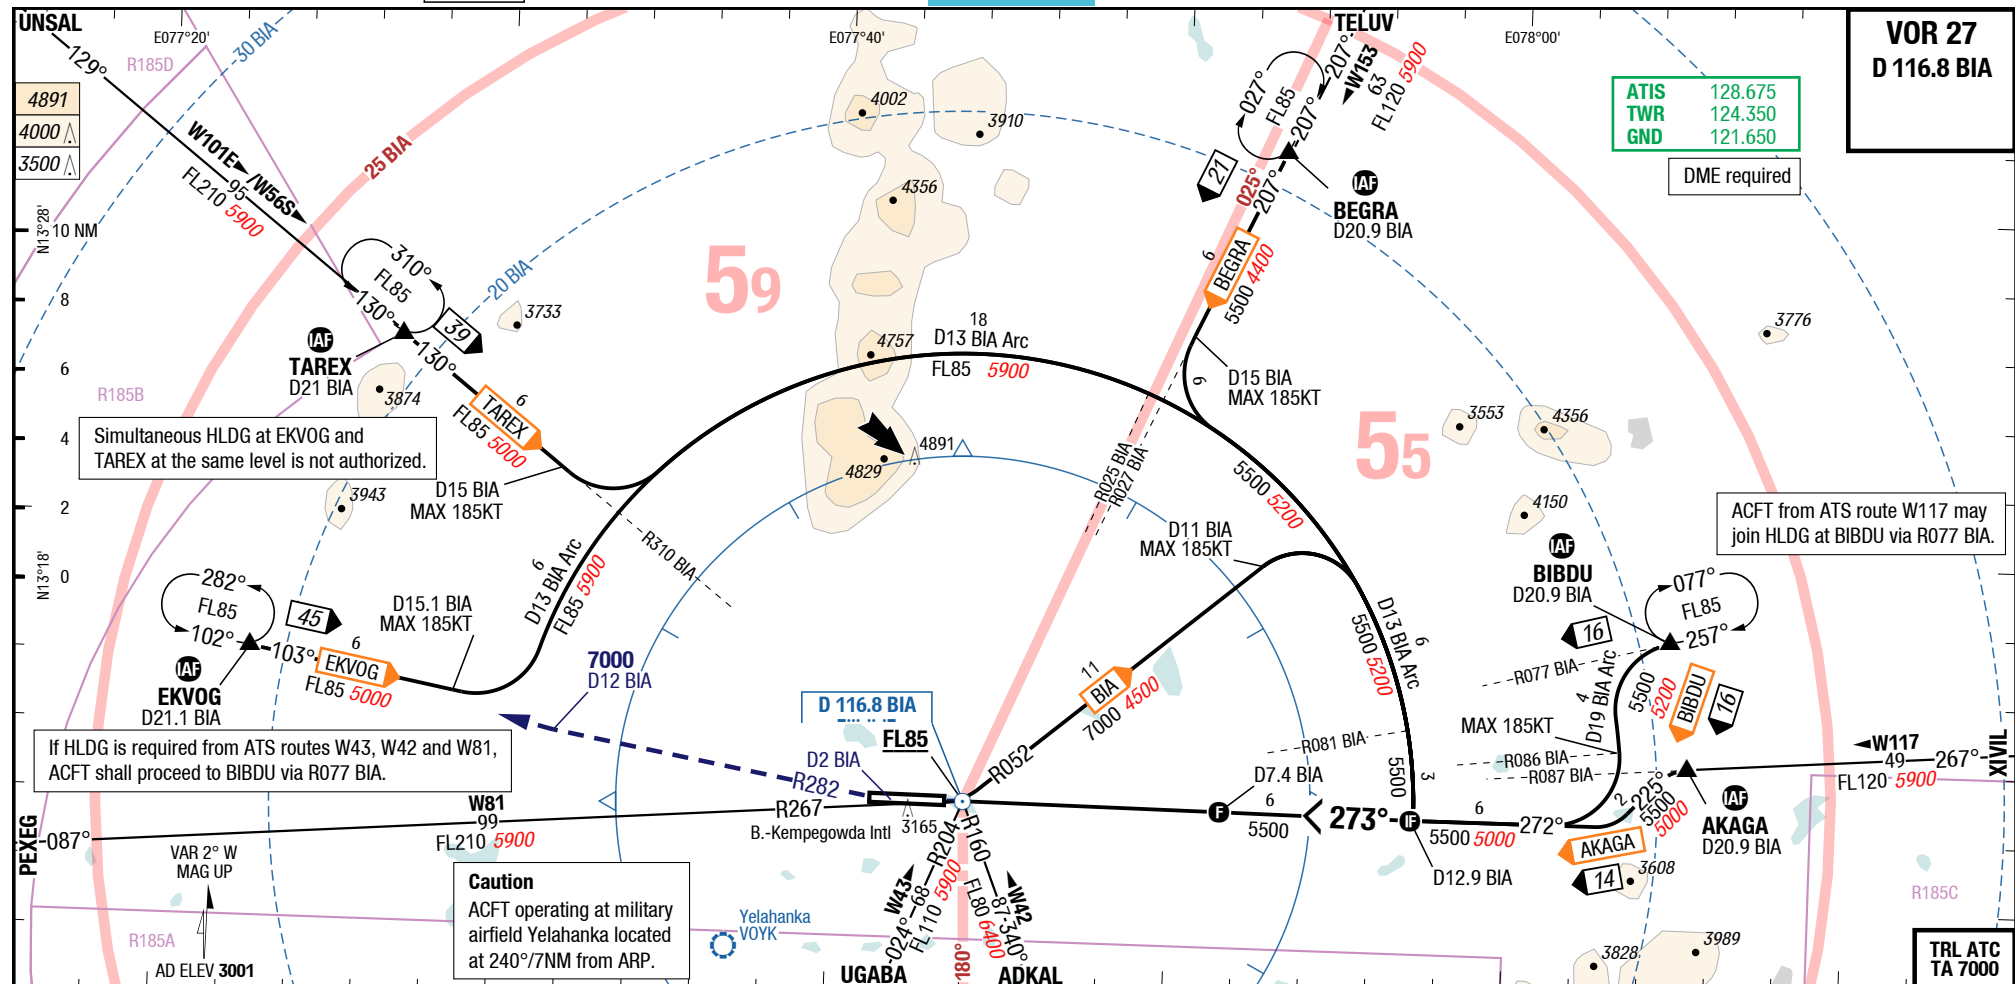 UNSAL
E077°20'
E077°40'
TELUV
E078°00'
VOR 27
D 116.8 BIA
R185D
30 BIA
129°
25 BIA
4891
4000
3500
W101E
/W56S
95
FL210 5900
N13°28'
10 NM
8
6
4
2
0
N13°18'
4002
3910
4356
4757
4829
4891
3733
59
55
207°
W153
63
FL120 5900
027°
FL85
207°
21
025°
207°
IAF
BEGRA
D20.9 BIA
6
BEGRA
5500 4400
ATIS 128.675
TWR 124.350
GND 121.650
DME required
3776
3553
4356
4150
310°
FL85
130°
39
20 BIA
IAF
TAREX
D21 BIA
130°
6
TAREX
FL85 5000
3874
R185B
Simultaneous HLDG at EKVOG and
TAREX at the same level is not authorized.
3943
D15 BIA
MAX 185KT
18
D13 BIA Arc
FL85 5900
D15 BIA
MAX 185KT
6
R025 BIA
R027 BIA
5500 5200
D11 BIA
MAX 185KT
R310 BIA
6
D13 BIA Arc
FL85 5900
D15.1 BIA
MAX 185KT
282°
FL85
102°
45
IAF
EKVOG
D21.1 BIA
103°
6
EKVOG
FL85 5000
ACFT from ATS route W117 may
join HLDG at BIBDU via R077 BIA.
IAF
BIBDU
D20.9 BIA
077°
FL85
257°
16
R077 BIA
4
D19 BIA Arc
5500
5200
BIBDU
16
6
D13 BIA Arc
5500 5200
7000
D12 BIA
If HLDG is required from ATS routes W43, W42 and W81,
ACFT shall proceed to BIBDU via R077 BIA.
D 116.8 BIA
FL85
D2 BIA
R282
R052
11
BIA
7000 4500
R081 BIA
MAX 185KT
R086 BIA
R087 BIA
W117
49
267°
FL120 5900
XIVIL
PEXEG
087°
W81
99
FL210 5900
R267
B.-Kempegowda Intl
3165
D7.4 BIA
F
6
5500
5500
3
273°
IF
D12.9 BIA
6
5500 5000
272°
2
225°
5500
5000
IAF
AKAGA
D20.9 BIA
AKAGA
14
3608
VAR 2° W
MAG UP
R185A
AD ELEV 3001
Caution
ACFT operating at military
airfield Yelahanka located
at 240°/7NM from ARP.
Yelahanka
VOYK
R204
W43
68
024°
FL110 5900
UGABA
180°
R160
W42
87
340°
FL80 6400
ADKAL
3828
3989
R185C
TRL ATC
TA 7000